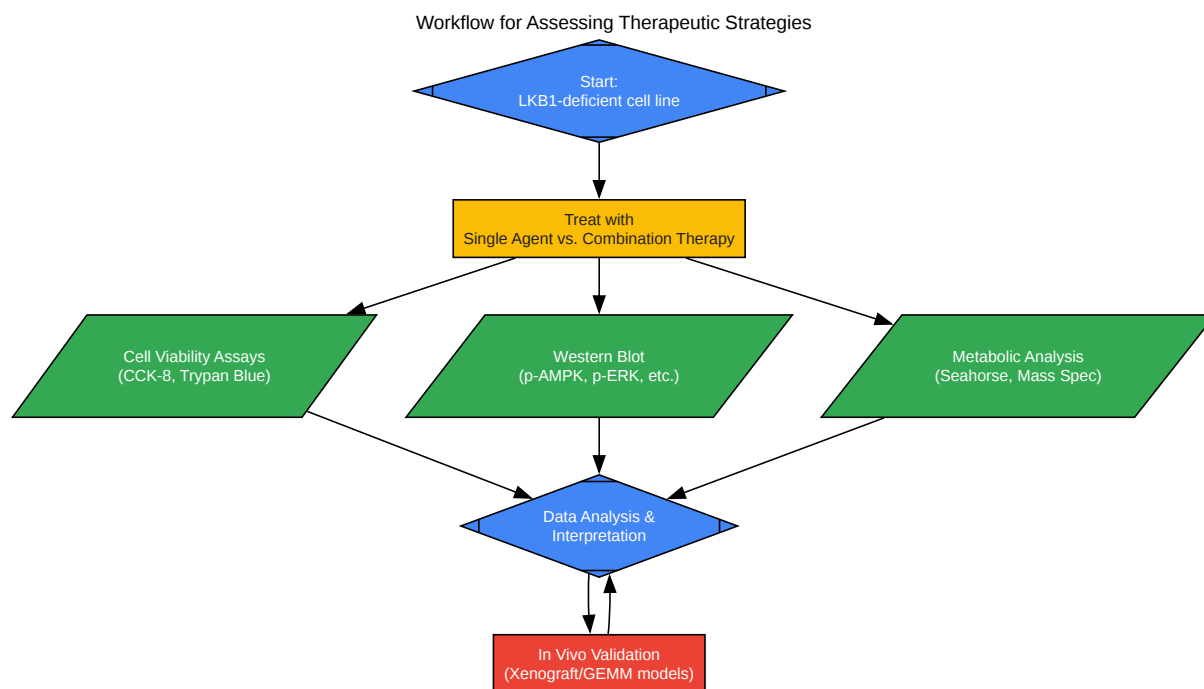 Workflow for Assessing Therapeutic Strategies
Start:
LKB1-deficient cell line
Treat with
Single Agent vs. Combination Therapy
Cell Viability Assays
(CCK-8, Trypan Blue)
Western Blot
(p-AMPK, p-ERK, etc.)
Metabolic Analysis
(Seahorse, Mass Spec)
Data Analysis &
Interpretation
In Vivo Validation
(Xenograft/GEMM models)